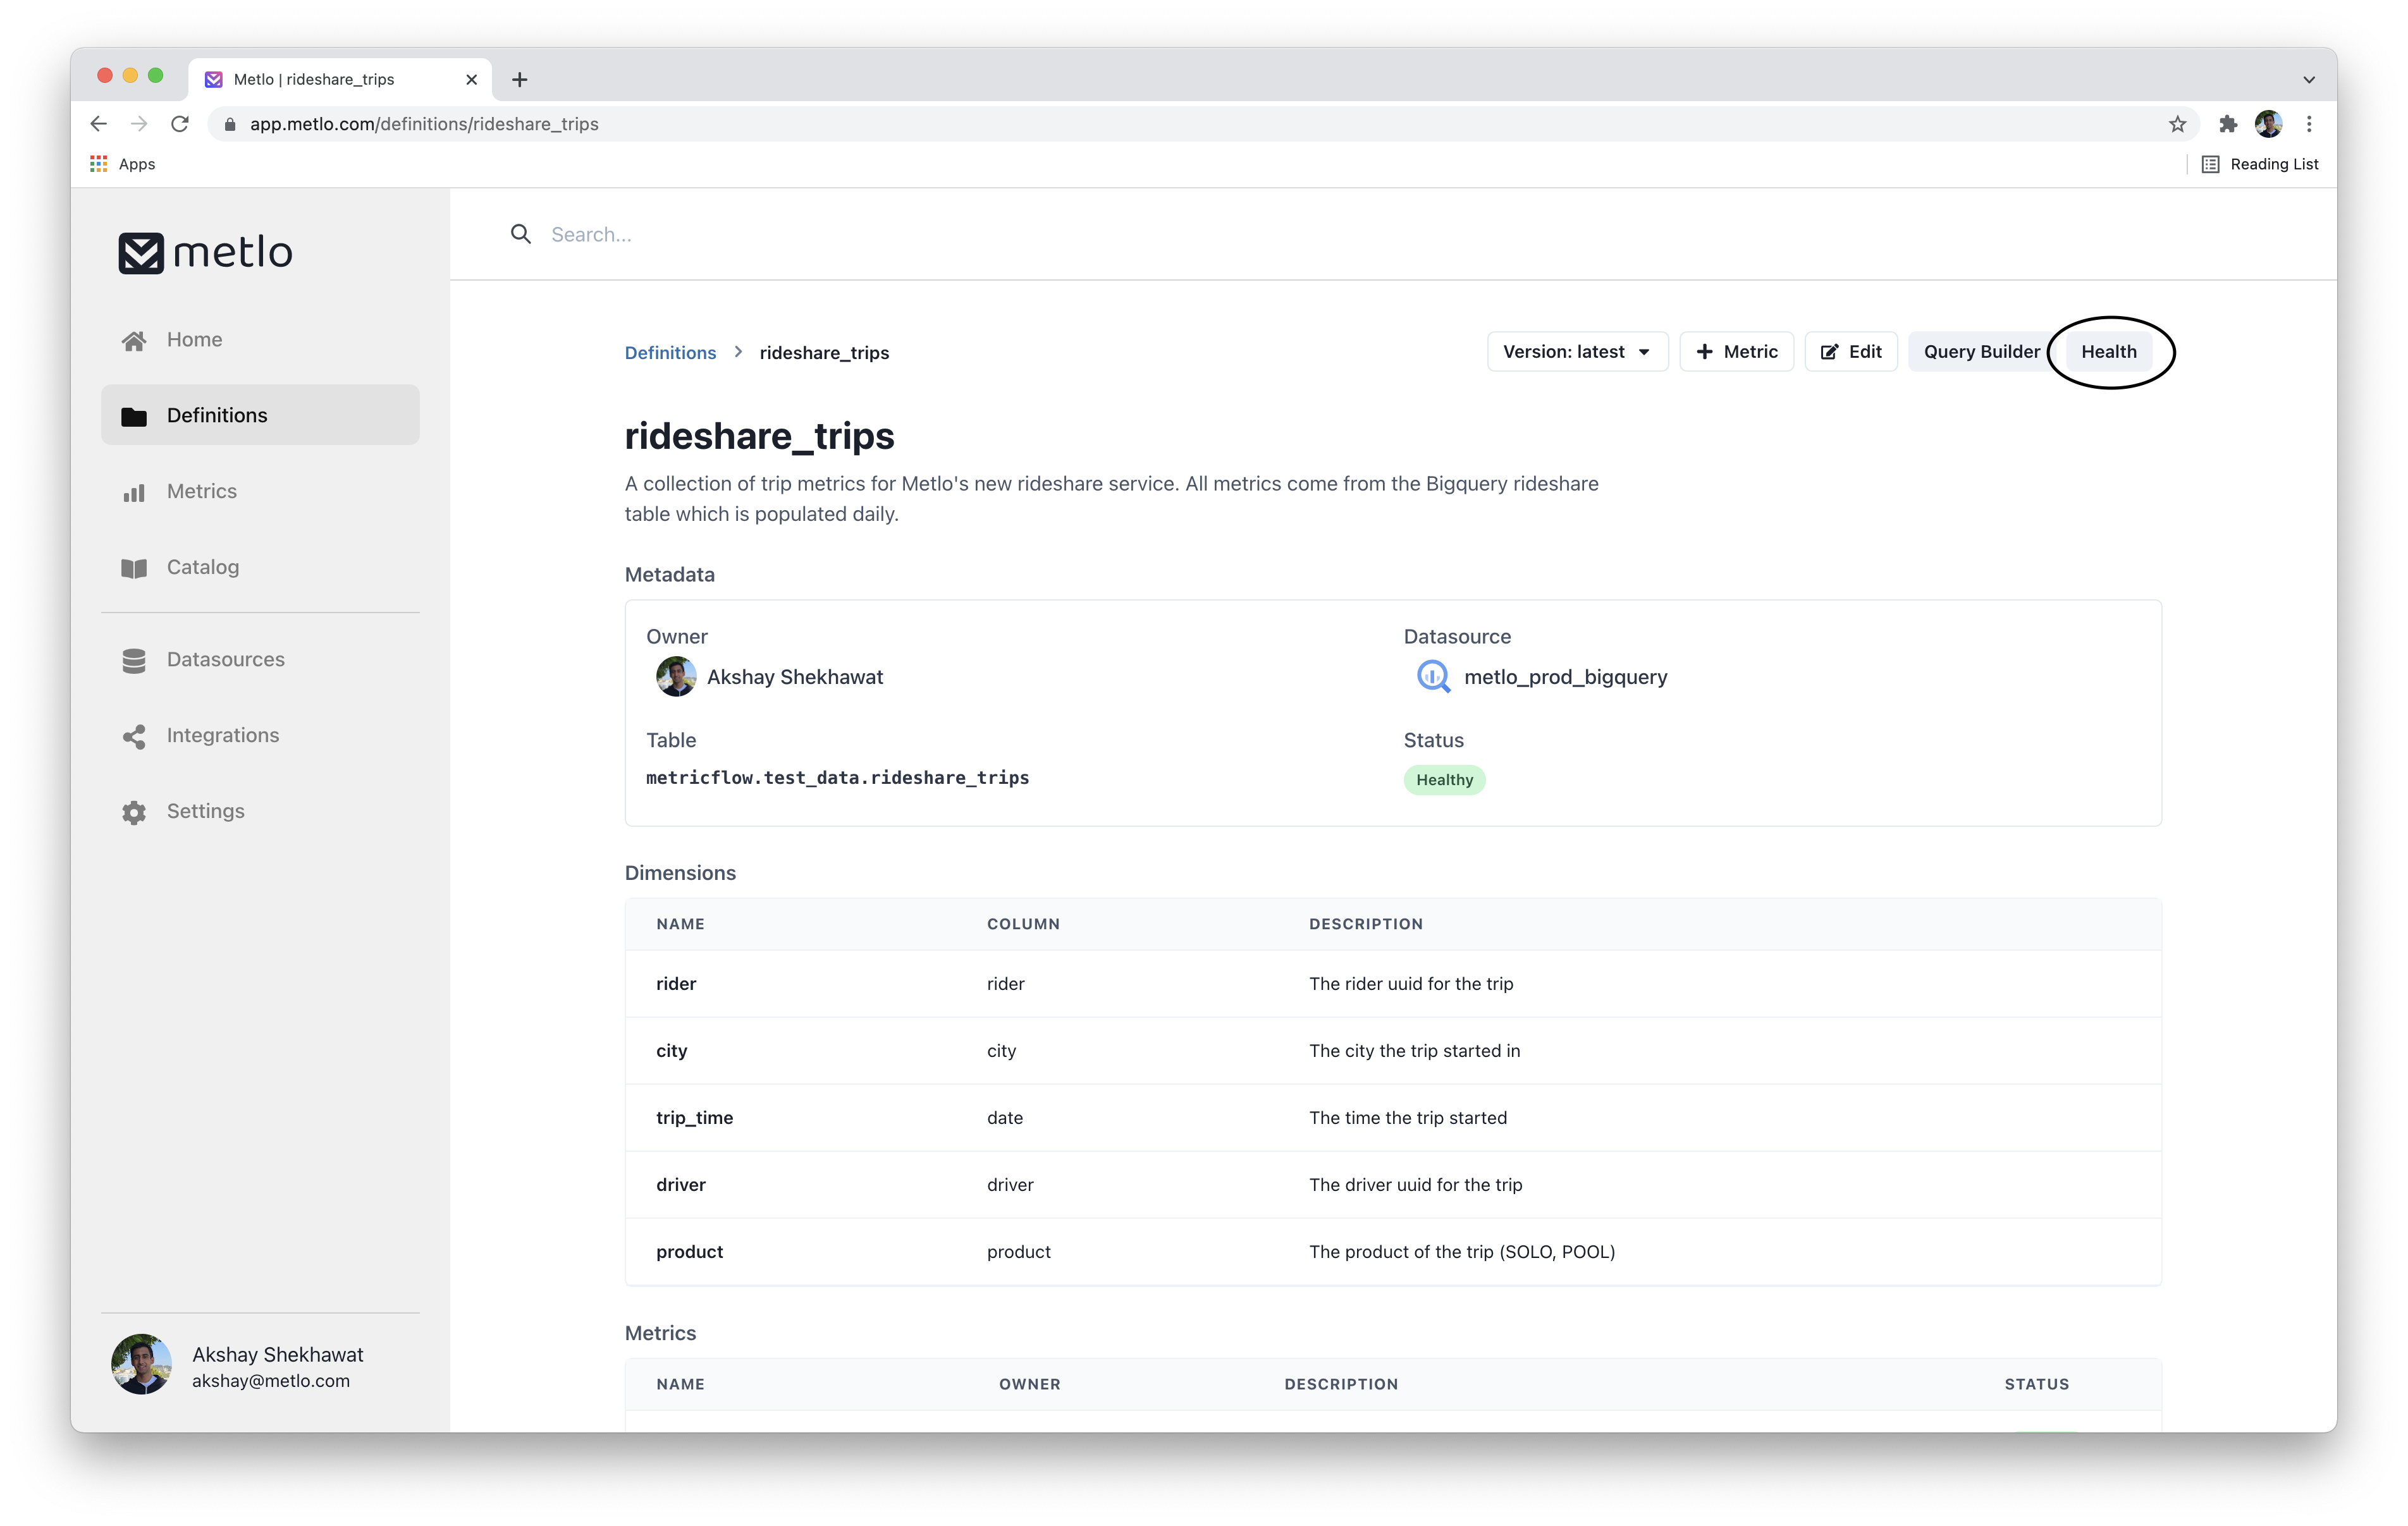 Metlo | rideshare_trips
app.metlo.com/definitions/rideshare_trips
Apps
Reading List
metlo
Search...
Home
Definitions
Metrics
Catalog
Datasources
Integrations
Settings
Akshay Shekhawat
akshay@metlo.com
Definitions > rideshare_trips
Version: latest
Metric
Edit
Query Builder
Health
rideshare_trips
A collection of trip metrics for Metlo's new rideshare service. All metrics come from the Bigquery rideshare
table which is populated daily.
Metadata
Owner
Akshay Shekhawat
Datasource
metlo_prod_bigquery
Table
metricflow.test_data.rideshare_trips
Status
Healthy
Dimensions
NAME COLUMN DESCRIPTION
rider rider The rider uuid for the trip
city city The city the trip started in
trip_time date The time the trip started
driver driver The driver uuid for the trip
product product The product of the trip (SOLO, POOL)
Metrics
NAME OWNER DESCRIPTION STATUS